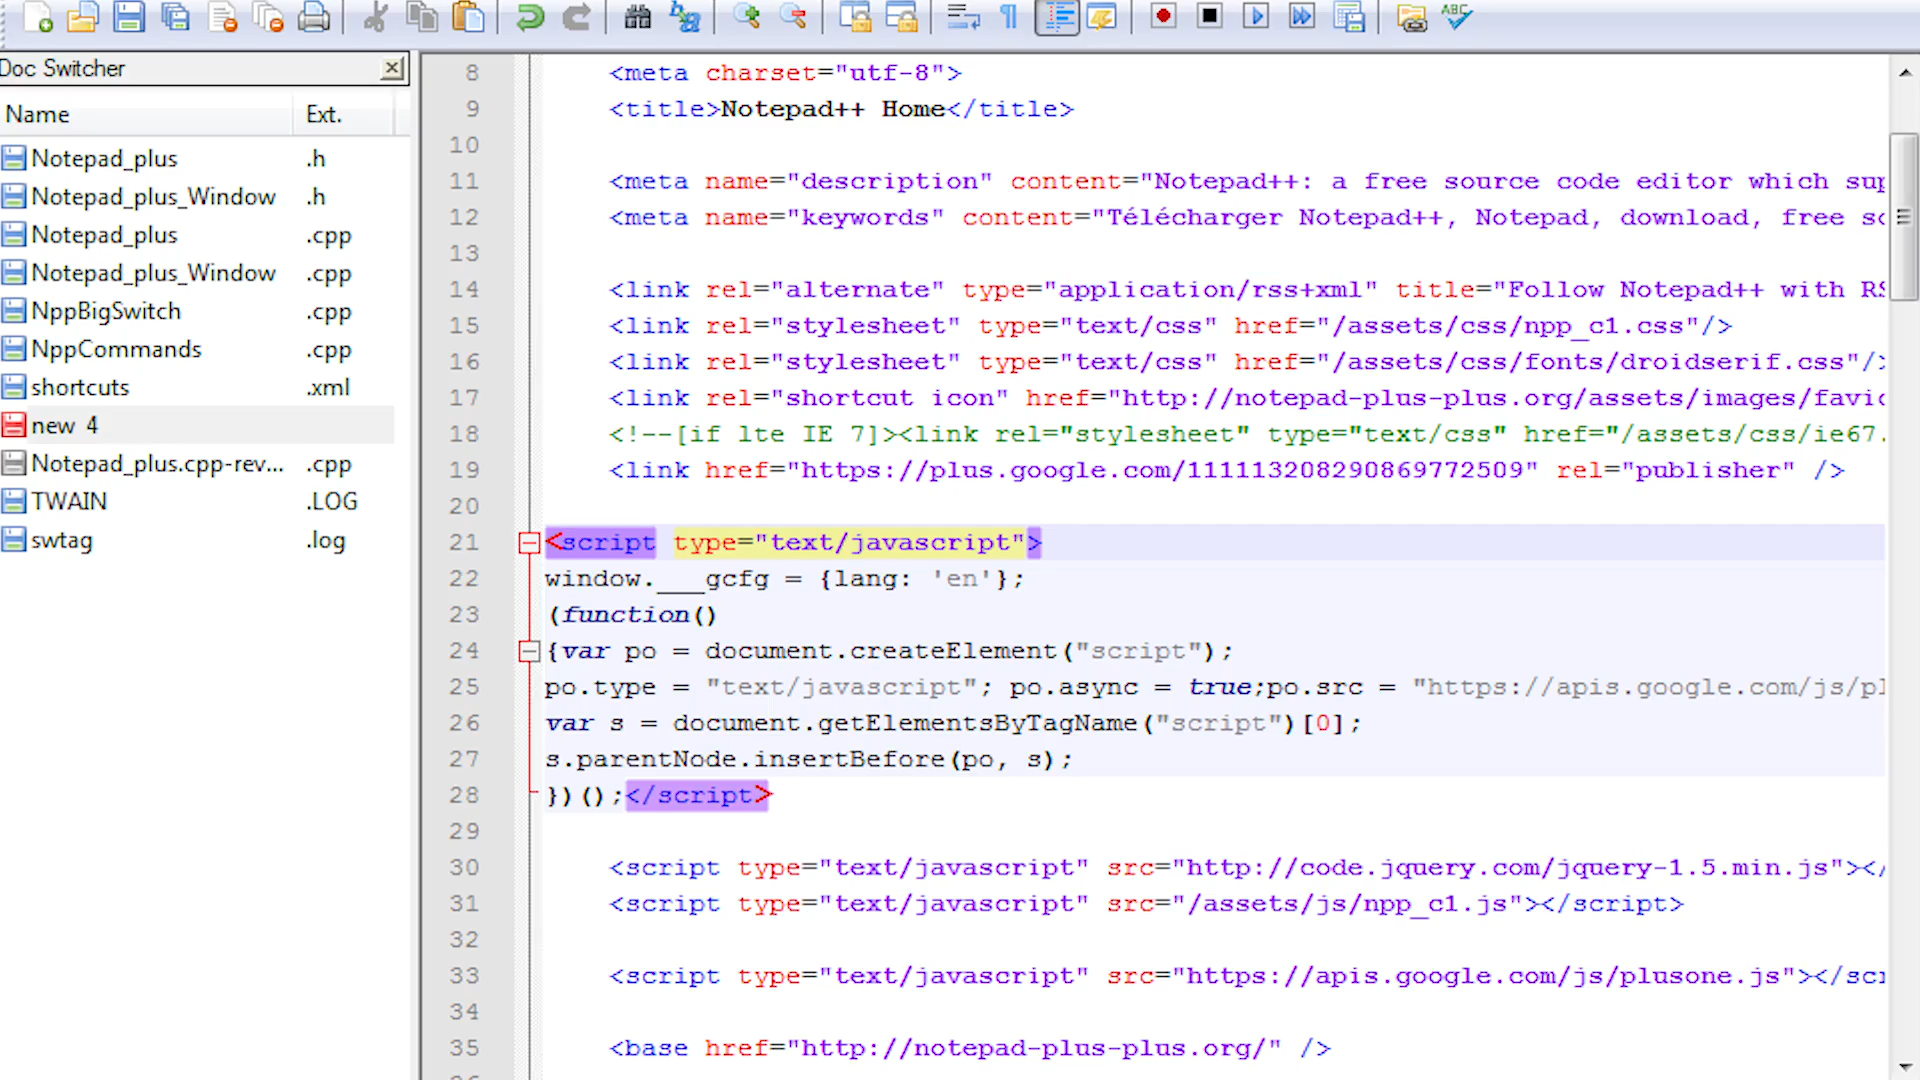 ABC
Doc Switcher
Name Ext.
Notepad_plus .h
Notepad_plus_Window .h
Notepad_plus .cpp
Notepad_plus_Window .cpp
NppBigSwitch .cpp
NppCommands .cpp
shortcuts .xml
new 4
Notepad_plus.cpp-rev... .cpp
TWAIN .LOG
swtag .log
8 <meta charset="utf-8">
9 <title>Notepad++ Home</title>
10
11 <meta name="description" content="Notepad++: a free source code editor which
12 <meta name="keywords" content="Télécharger Notepad++, Notepad, download, free
13
14 <link rel="alternate" type="application/rss+xml" title="Follow Notepad++ with
15 <link rel="stylesheet" type="text/css" href="/assets/css/npp_c1.css"/>
16 <link rel="stylesheet" type="text/css" href="/assets/css/fonts/droidserif.css"/>
17 <link rel="shortcut icon" href="http://notepad-plus-plus.org/assets/images/favic
18 <!--[if lte IE 7]><link rel="stylesheet" type="text/css" href="/assets/css/ie67.
19 <link href="https://plus.google.com/111113208290869772509" rel="publisher" />
20
21 <script type="text/javascript">
22 window.___gcfg = {lang: 'en'};
23 (function()
24 {var po = document.createElement("script");
25 po.type = "text/javascript"; po.async = true;po.src = "https://apis.google.com/js/pl
26 var s = document.getElementsByTagName("script")[0];
27 s.parentNode.insertBefore(po, s);
28 })();</script>
29
30 <script type="text/javascript" src="http://code.jquery.com/jquery-1.5.min.js"></
31 <script type="text/javascript" src="/assets/js/npp_c1.js"></script>
32
33 <script type="text/javascript" src="https://apis.google.com/js/plusone.js"></scr
34
35 <base href="http://notepad-plus-plus.org/" />